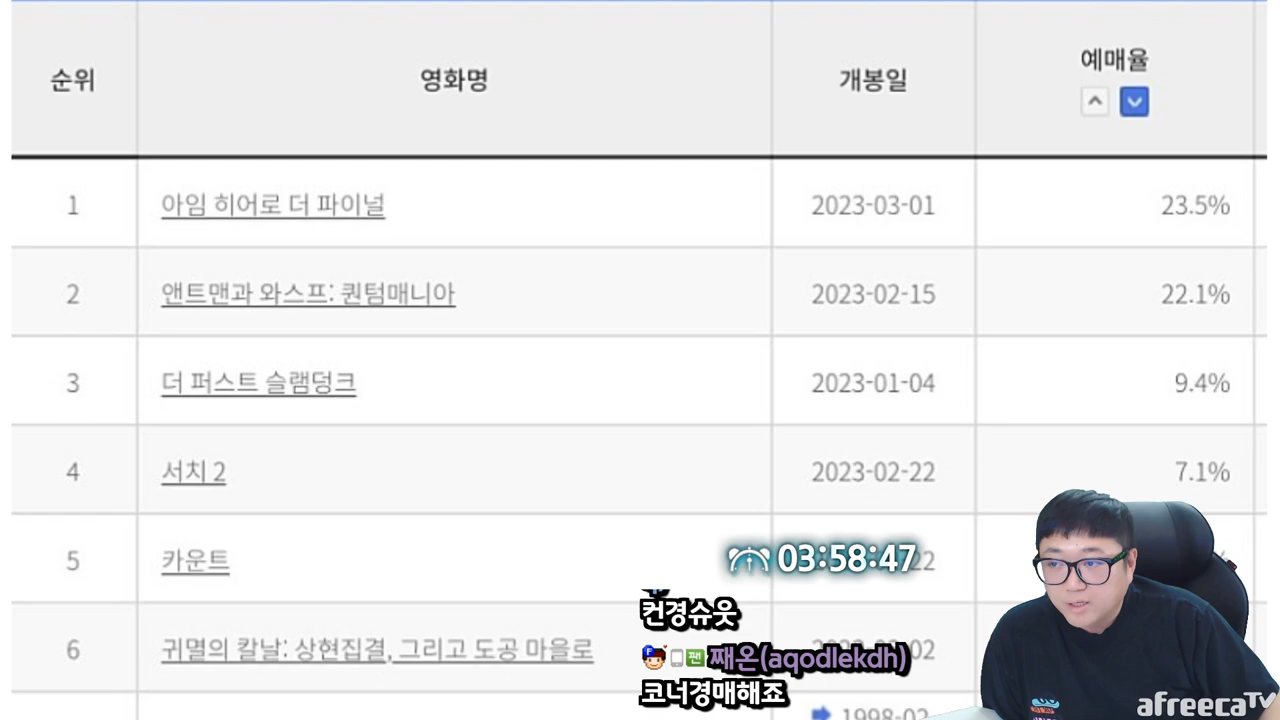 순위 영화명 개봉일 예매율
1 아임 히어로 더 파이널 2023-03-01 23.5%
2 앤트맨과 와스프: 퀀텀매니아 2023-02-15 22.1%
3 더 퍼스트 슬램덩크 2023-01-04 9.4%
4 서치 2 2023-02-22 7.1%
5 카운트 22
03:58:47
컨경슈웃
6 귀멸의 칼날: 상현집결, 그리고 도공 마을로 02
팬 째온(aqodlekdh)
코너경매해죠
1998-02
afreecaTV